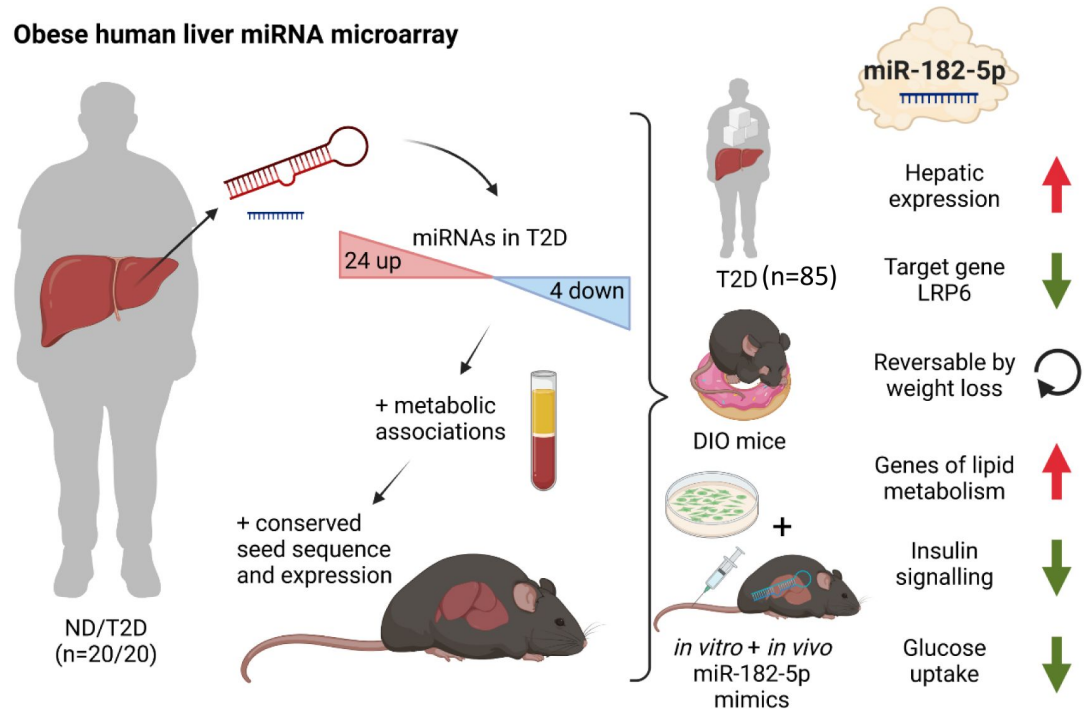 Obese human liver miRNA microarray
miRNAs in T2D
24 up
4 down
+ metabolic
associations
+ conserved
seed sequence
and expression
ND/T2D
(n=20/20)
T2D (n=85)
DIO mice
+
in vitro + in vivo
miR-182-5p
mimics
miR-182-5p
Hepatic
expression
Target gene
LRP6
Reversable by
weight loss
Genes of lipid
metabolism
Insulin
signalling
Glucose
uptake